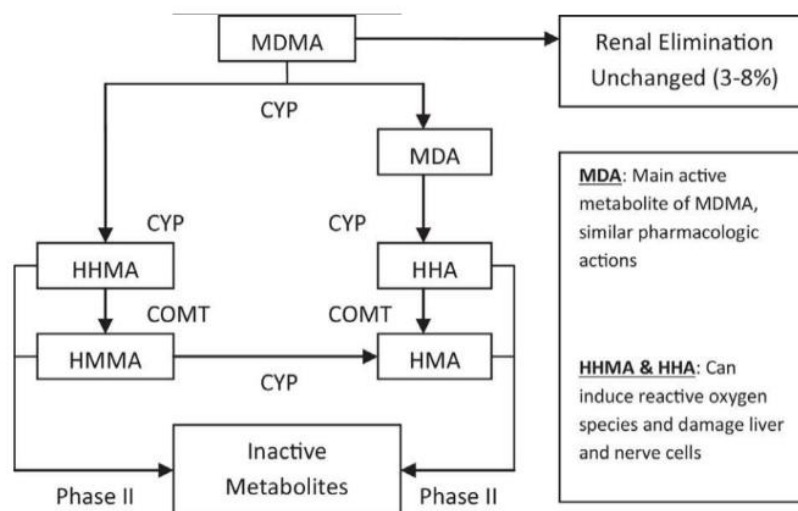 MDMA
Renal Elimination
Unchanged (3-8%)
CYP
MDA
CYP
CYP
HHMA
HHA
COMT
COMT
HMMA
HMA
CYP
Inactive
Metabolites
Phase II
Phase II
MDA: Main active
metabolite of MDMA,
similar pharmacologic
actions
HHMA & HHA: Can
induce reactive oxygen
species and damage liver
and nerve cells